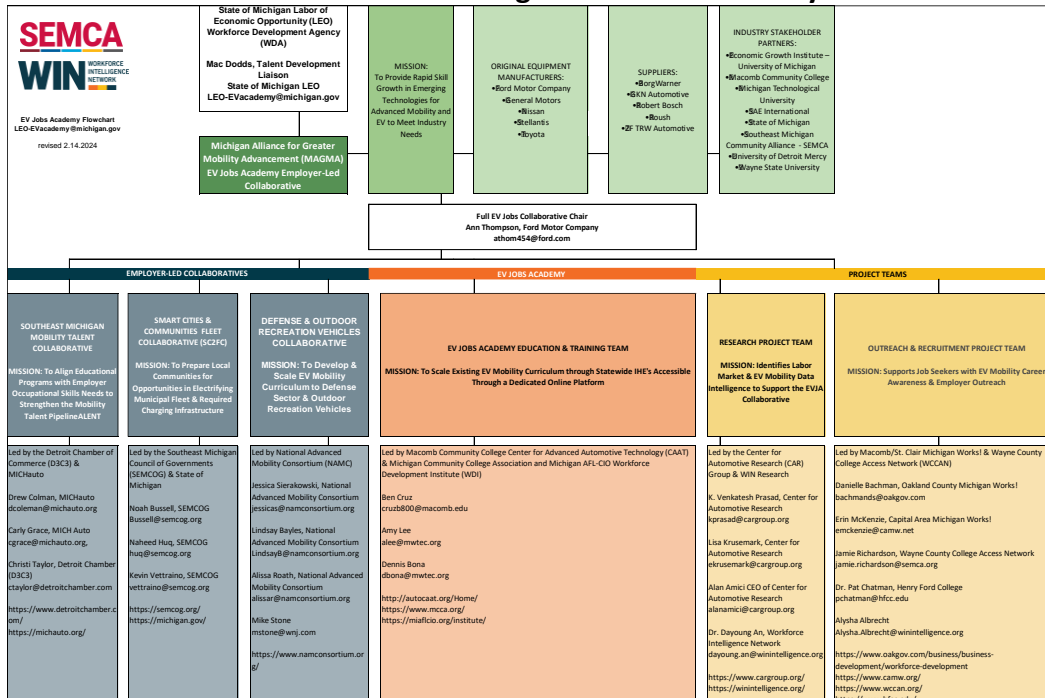 SEMCA
WIN WORKFORCE
INTELLIGENCE
NETWORK
EV Jobs Academy Flowchart
LEO-EVacademy@michigan.gov
revised 2.14.2024
State of Michigan Labor of
Economic Opportunity (LEO)
Workforce Development Agency
(WDA)
Mac Dodds, Talent Development
Liaison
State of Michigan LEO
LEO-EVacademy@michigan.gov
Michigan Alliance for Greater
Mobility Advancement (MAGMA)
EV Jobs Academy Employer-Led
Collaborative
MISSION:
To Provide Rapid Skill
Growth in Emerging
Technologies for
Advanced Mobility and
EV to Meet Industry
Needs
ORIGINAL EQUIPMENT
MANUFACTURERS:
•Ford Motor Company
•General Motors
•Nissan
•Stellantis
•Toyota
SUPPLIERS:
•BorgWarner
•GKN Automotive
•Robert Bosch
•Roush
•ZF TRW Automotive
INDUSTRY STAKEHOLDER
PARTNERS:
•Economic Growth Institute –
University of Michigan
•Macomb Community College
•Michigan Technological
University
•SAE International
•State of Michigan
•Southeast Michigan
Community Alliance - SEMCA
•University of Detroit Mercy
•Wayne State University
Full EV Jobs Collaborative Chair
Ann Thompson, Ford Motor Company
athom454@ford.com
EMPLOYER-LED COLLABORATIVES
EV JOBS ACADEMY
PROJECT TEAMS
SOUTHEAST MICHIGAN
MOBILITY TALENT
COLLABORATIVE
MISSION: To Align Educational
Programs with Employer
Occupational Skills Needs to
Strengthen the Mobility
Talent PipelineALENT
SMART CITIES &
COMMUNITIES FLEET
COLLABORATIVE (SC2FC)
MISSION: To Prepare Local
Communities for
Opportunities in Electrifying
Municipal Fleet & Required
Charging Infrastructure
DEFENSE & OUTDOOR
RECREATION VEHICLES
COLLABORATIVE
MISSION: To Develop &
Scale EV Mobility
Curriculum to Defense
Sector & Outdoor
Recreation Vehicles
EV JOBS ACADEMY EDUCATION & TRAINING TEAM
MISSION: To Scale Existing EV Mobility Curriculum through Statewide IHE's Accessible
Through a Dedicated Online Platform
RESEARCH PROJECT TEAM
MISSION: Identifies Labor
Market & EV Mobility Data
Intelligence to Support the EVJA
Collaborative
OUTREACH & RECRUITMENT PROJECT TEAM
MISSION: Supports Job Seekers with EV Mobility Career
Awareness & Employer Outreach
Led by the Detroit Chamber of
Commerce (D3C3) &
MICHauto
Drew Colman, MICHauto
dcoleman@michauto.org
Carly Grace, MICH Auto
cgrace@michauto.org,
Christi Taylor, Detroit Chamber
(D3C3)
ctaylor@detroitchamber.com
https://www.detroitchamber.c
om/
https://michauto.org/
Led by the Southeast Michigan
Council of Governments
(SEMCOG) & State of
Michigan
Noah Bussell, SEMCOG
Bussell@semcog.org
Naheed Huq, SEMCOG
huq@semcog.org
Kevin Vettraino, SEMCOG
vettraino@semcog.org
https://semcog.org/
https://michigan.gov/
Led by National Advanced
Mobility Consortium (NAMC)
Jessica Sierakowski, National
Advanced Mobility Consortium
jessicas@namconsortium.org
Lindsay Bayles, National
Advanced Mobility Consortium
LindsayB@namconsortium.org
Alissa Roath, National Advanced
Mobility Consortium
alissar@namconsortium.org
Mike Stone
mstone@wnj.com
https://www.namconsortium.or
g/
Led by Macomb Community College Center for Advanced Automotive Technology (CAAT)
& Michigan Community College Association and Michigan AFL-CIO Workforce
Development Institute (WDI)
Ben Cruz
cruzb800@macomb.edu
Amy Lee
alee@mwtec.org
Dennis Bona
dbona@mwtec.org
http://autocaat.org/Home/
https://www.mcca.org/
https://miaflcio.org/institute/
Led by the Center for
Automotive Research (CAR)
Group & WIN Research
K. Venkatesh Prasad, Center for
Automotive Research
kprasad@cargroup.org
Lisa Krusemark, Center for
Automotive Research
ekrusemark@cargroup.org
Alan Amici CEO of Center for
Automotive Research
alanamici@cargroup.org
Dr. Dayoung An, Workforce
Intelligence Network
dayoung.an@winintelligence.org
https://www.cargroup.org/
https://winintelligence.org/
Led by Macomb/St. Clair Michigan Works! & Wayne County
College Access Network (WCCAN)
Danielle Bachman, Oakland County Michigan Works!
bachmands@oakgov.com
Erin McKenzie, Capital Area Michigan Works!
emckenzie@camw.net
Jamie Richardson, Wayne County College Access Network
jamie.richardson@semca.org
Dr. Pat Chatman, Henry Ford College
pchatman@hfcc.edu
Alysha Albrecht
Alysha.Albrecht@winintelligence.org
https://www.oakgov.com/business/business-
development/workforce-development
https://www.camw.org/
https://www.wccan.org/